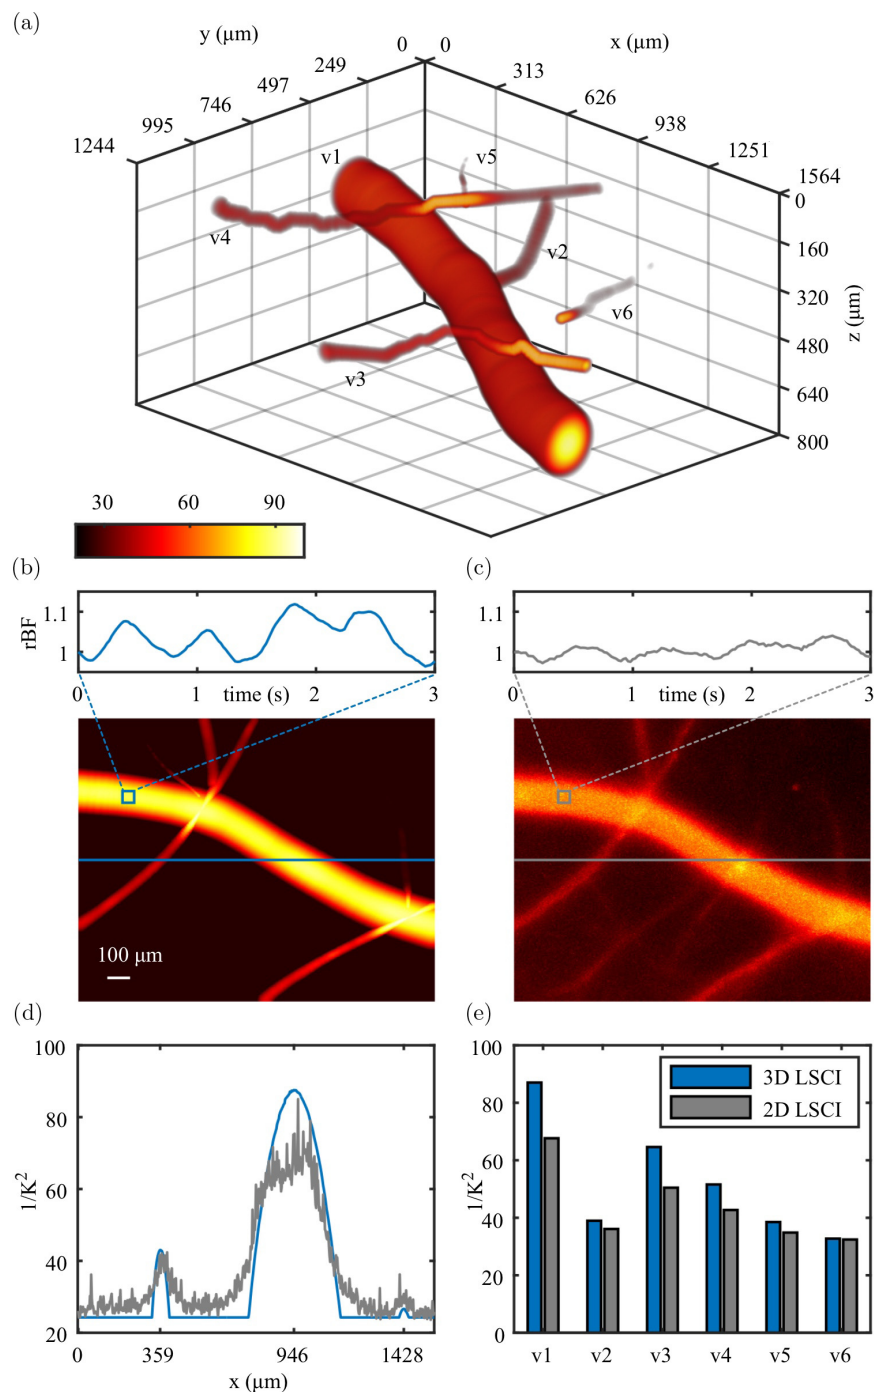 (a)
y (μm)
x (μm)
0
0
249
313
497
626
746
938
995
1251
1244
1564
v1
v5
0
v4
160
v2
320
v6
z (μm)
480
v3
640
800
30
60
90
(b)
(c)
1.1
1.1
rBF
1
1
0
1
time (s)
2
3
0
1
time (s)
2
3
100 μm
(d)
(e)
100
100
80
3D LSCI
80
2D LSCI
1/K²
60
1/K²
60
40
40
20
20
0
0
359
946
1428
v1
v2
v3
v4
v5
v6
x (μm)